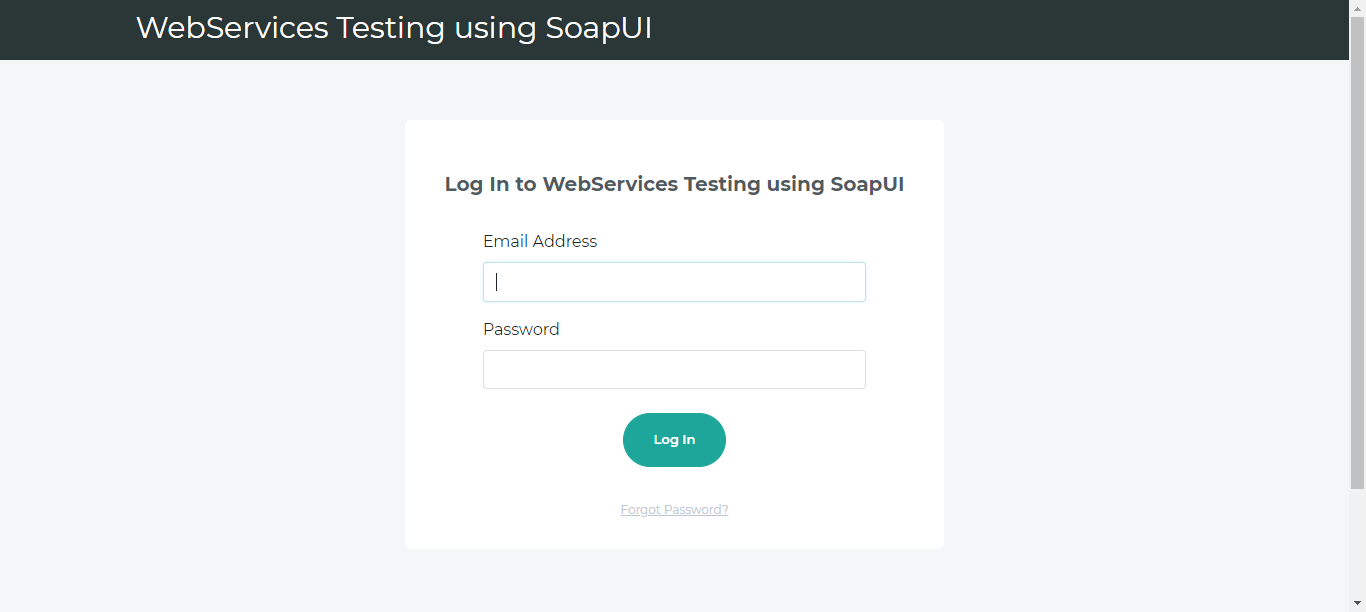 WebServices Testing using SoapUI
Log In to WebServices Testing using SoapUI
Email Address
Password
Log In
Forgot Password?